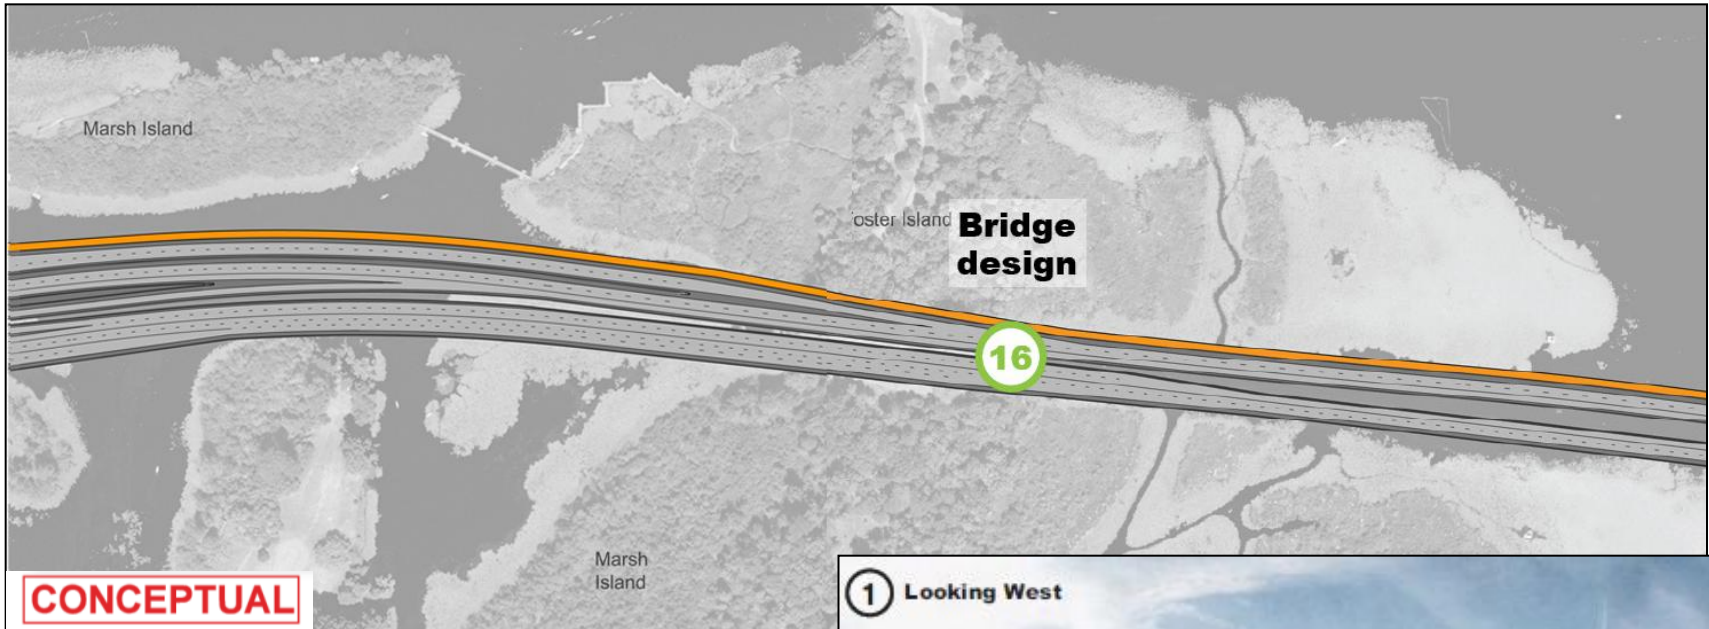 Marsh Island
oster Island
Bridge
design
16
Marsh
Island
CONCEPTUAL
1 Looking West